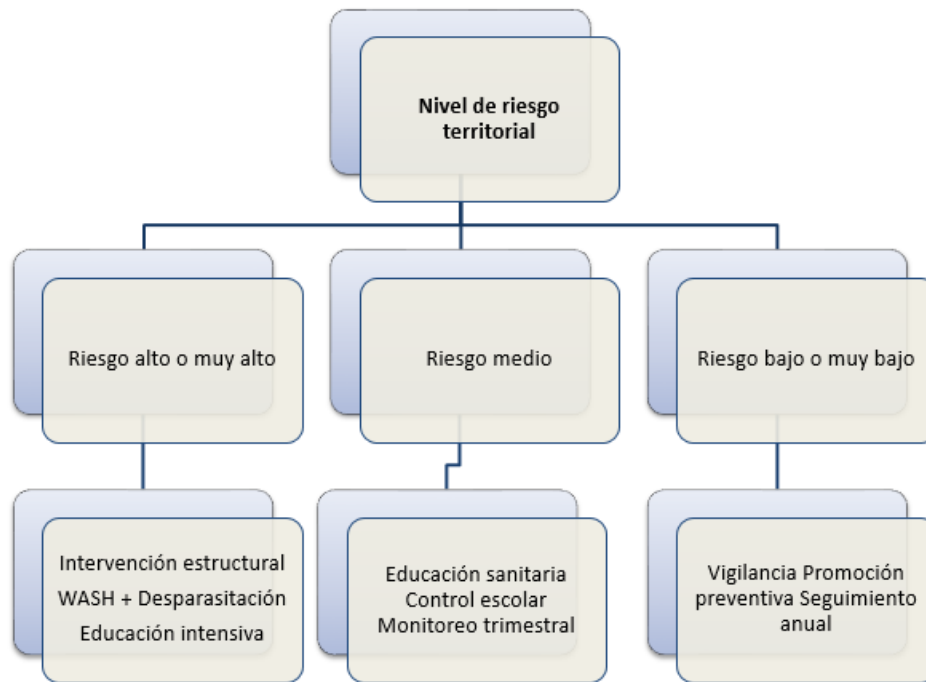 Nivel de riesgo
territorial
Riesgo alto o muy alto
Riesgo medio
Riesgo bajo o muy bajo
Intervención estructural
WASH + Desparasitación
Educación intensiva
Educación sanitaria
Control escolar
Monitoreo trimestral
Vigilancia Promoción
preventiva Seguimiento
anual